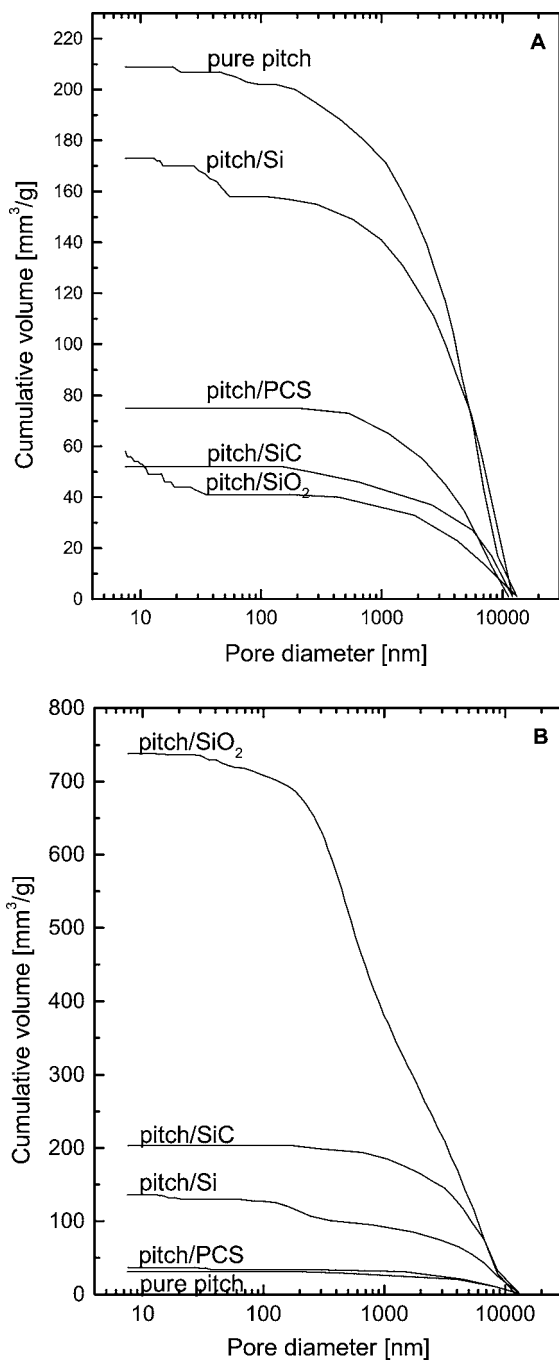 A
220
200
180
160
140
120
100
80
60
40
20
0
Cumulative volume [mm³/g]
pure pitch
pitch/Si
pitch/PCS
pitch/SiC
pitch/SiO₂
10
100
1000
10000
Pore diameter [nm]
B
800
700
600
500
400
300
200
100
0
Cumulative volume [mm³/g]
pitch/SiO₂
pitch/SiC
pitch/Si
pitch/PCS
pure pitch
10
100
1000
10000
Pore diameter [nm]